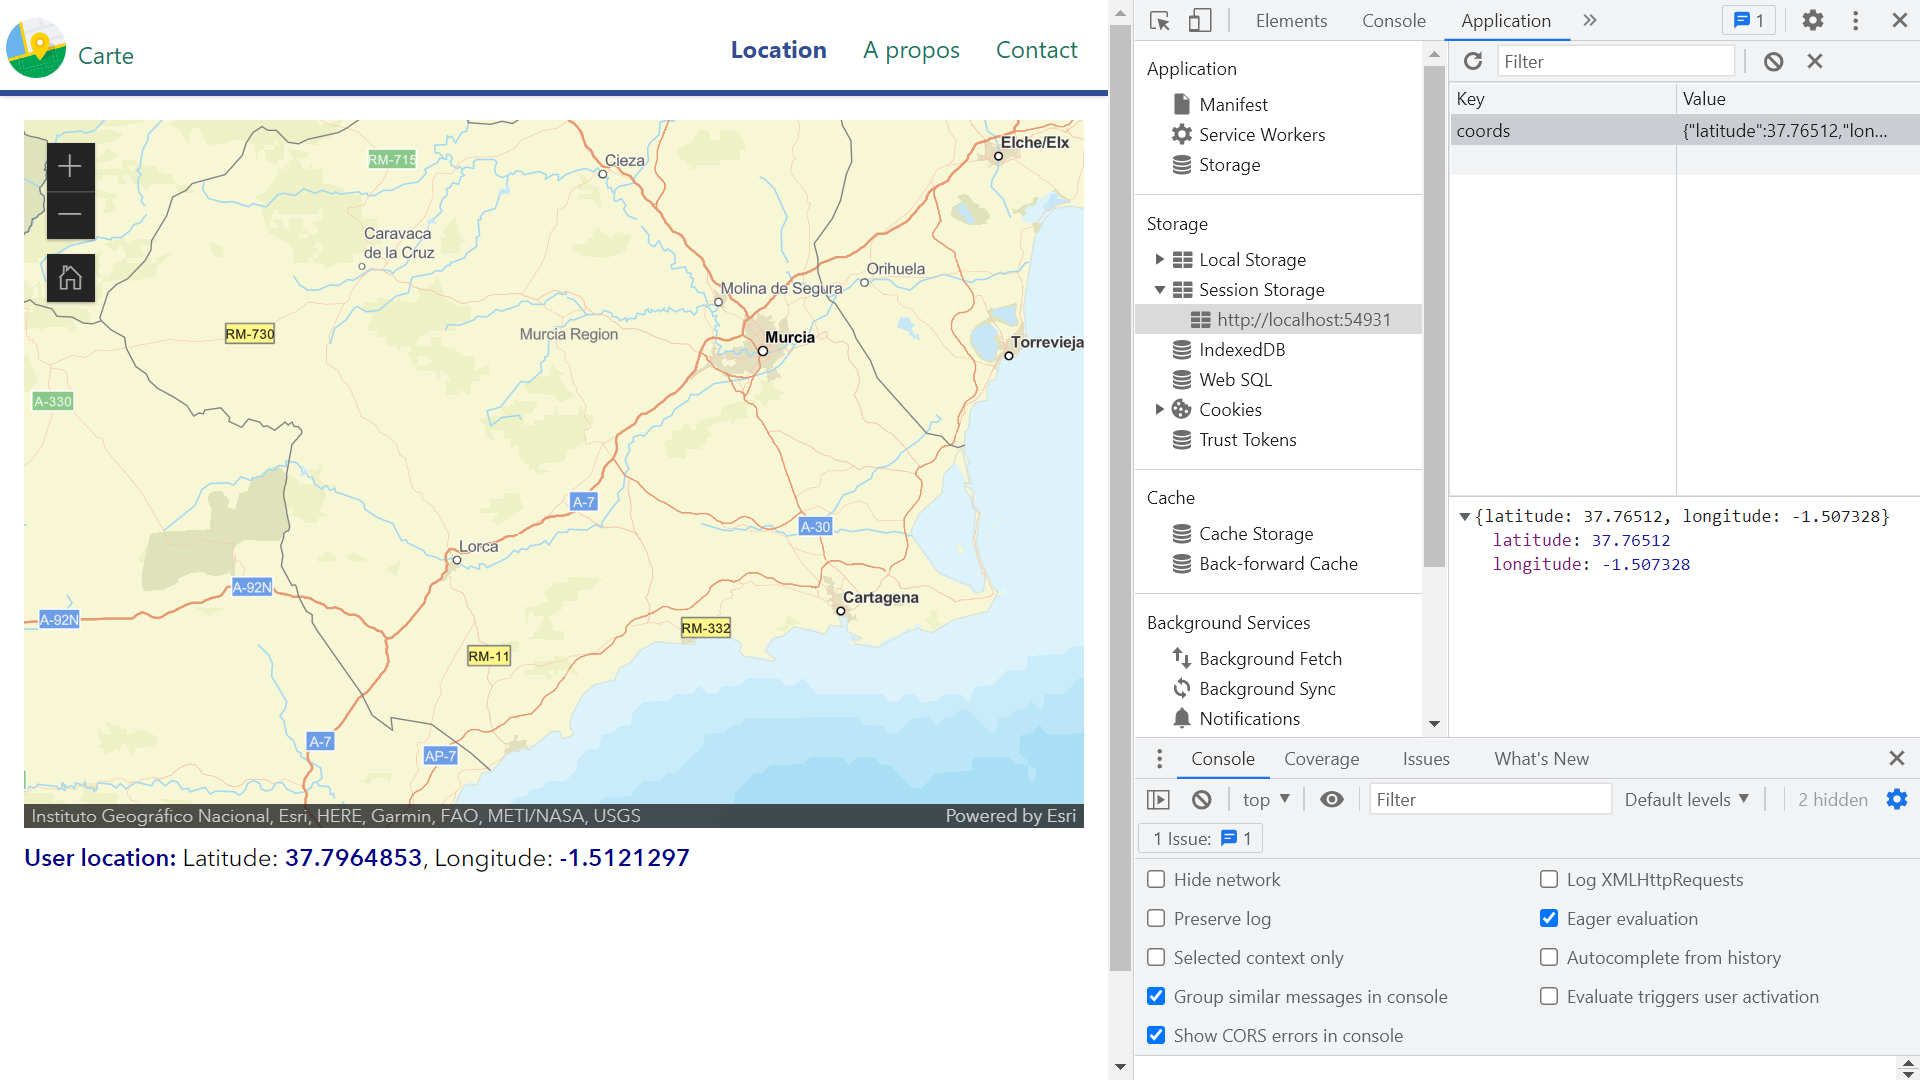 Carte
Location A propos Contact
RM-715
Cieza
Elche/Elx
Caravaca
de la Cruz
Orihuela
Molina de Segura
RM-730
Murcia Region
Murcia
Torrevieja
A-330
A-7
A-30
Lorca
A-92N
A-92N
Cartagena
RM-332
RM-11
A-7
AP-7
Instituto Geográfico Nacional, Esri, HERE, Garmin, FAO, METI/NASA, USGS Powered by Esri
User location: Latitude: 37.7964853, Longitude: -1.5121297
Elements Console Application 1
Application
Manifest
Service Workers
Storage
Storage
Local Storage
Session Storage
http://localhost:54931
IndexedDB
Web SQL
Cookies
Trust Tokens
Cache
Cache Storage
Back-forward Cache
Background Services
Background Fetch
Background Sync
Notifications
Filter
Key Value
coords {"latitude":37.76512,"lon...
{latitude: 37.76512, longitude: -1.507328}
latitude: 37.76512
longitude: -1.507328
Console Coverage Issues What's New
top Filter Default levels 2 hidden
1 Issue: 1
Hide network Log XMLHttpRequests
Preserve log Eager evaluation
Selected context only Autocomplete from history
Group similar messages in console Evaluate triggers user activation
Show CORS errors in console